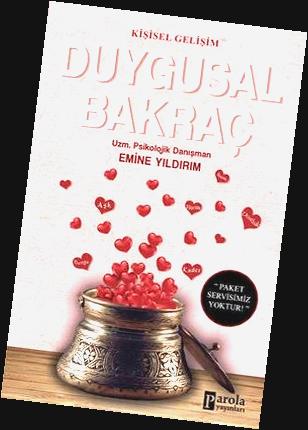 KİŞİSEL GELİŞİM
DUYGUSAL
BAKRAÇ
Uzm. Psikolojik Danışman
EMİNE YILDIRIM
Aşk
Kader
" PAKET
SERVİSİMİZ
YOKTUR! "
Parola
yayınları